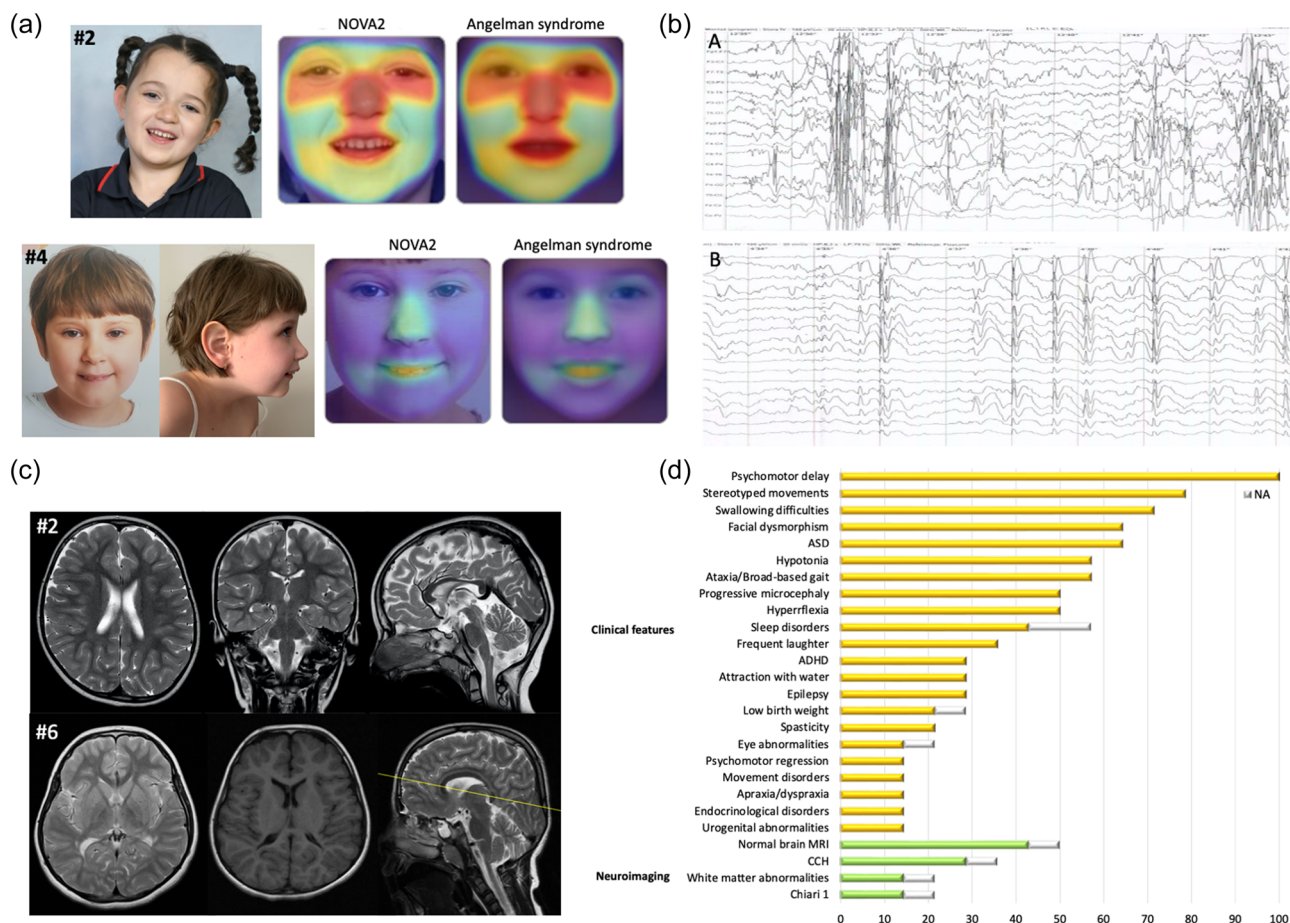 (a)
#2
NOVA2
Angelman syndrome
#4
NOVA2
Angelman syndrome
(b)
A
B
(c)
#2
#6
(d)
Clinical features
Neuroimaging
Psychomotor delay
Stereotyped movements
Swallowing difficulties
Facial dysmorphism
ASD
Hypotonia
Ataxia/Broad-based gait
Progressive microcephaly
Hyperrflexia
Sleep disorders
Frequent laughter
ADHD
Attraction with water
Epilepsy
Low birth weight
Spasticity
Eye abnormalities
Psychomotor regression
Movement disorders
Apraxia/dyspraxia
Endocrinological disorders
Urogenital abnormalities
Normal brain MRI
CCH
White matter abnormalities
Chiari 1
NA
0 10 20 30 40 50 60 70 80 90 100